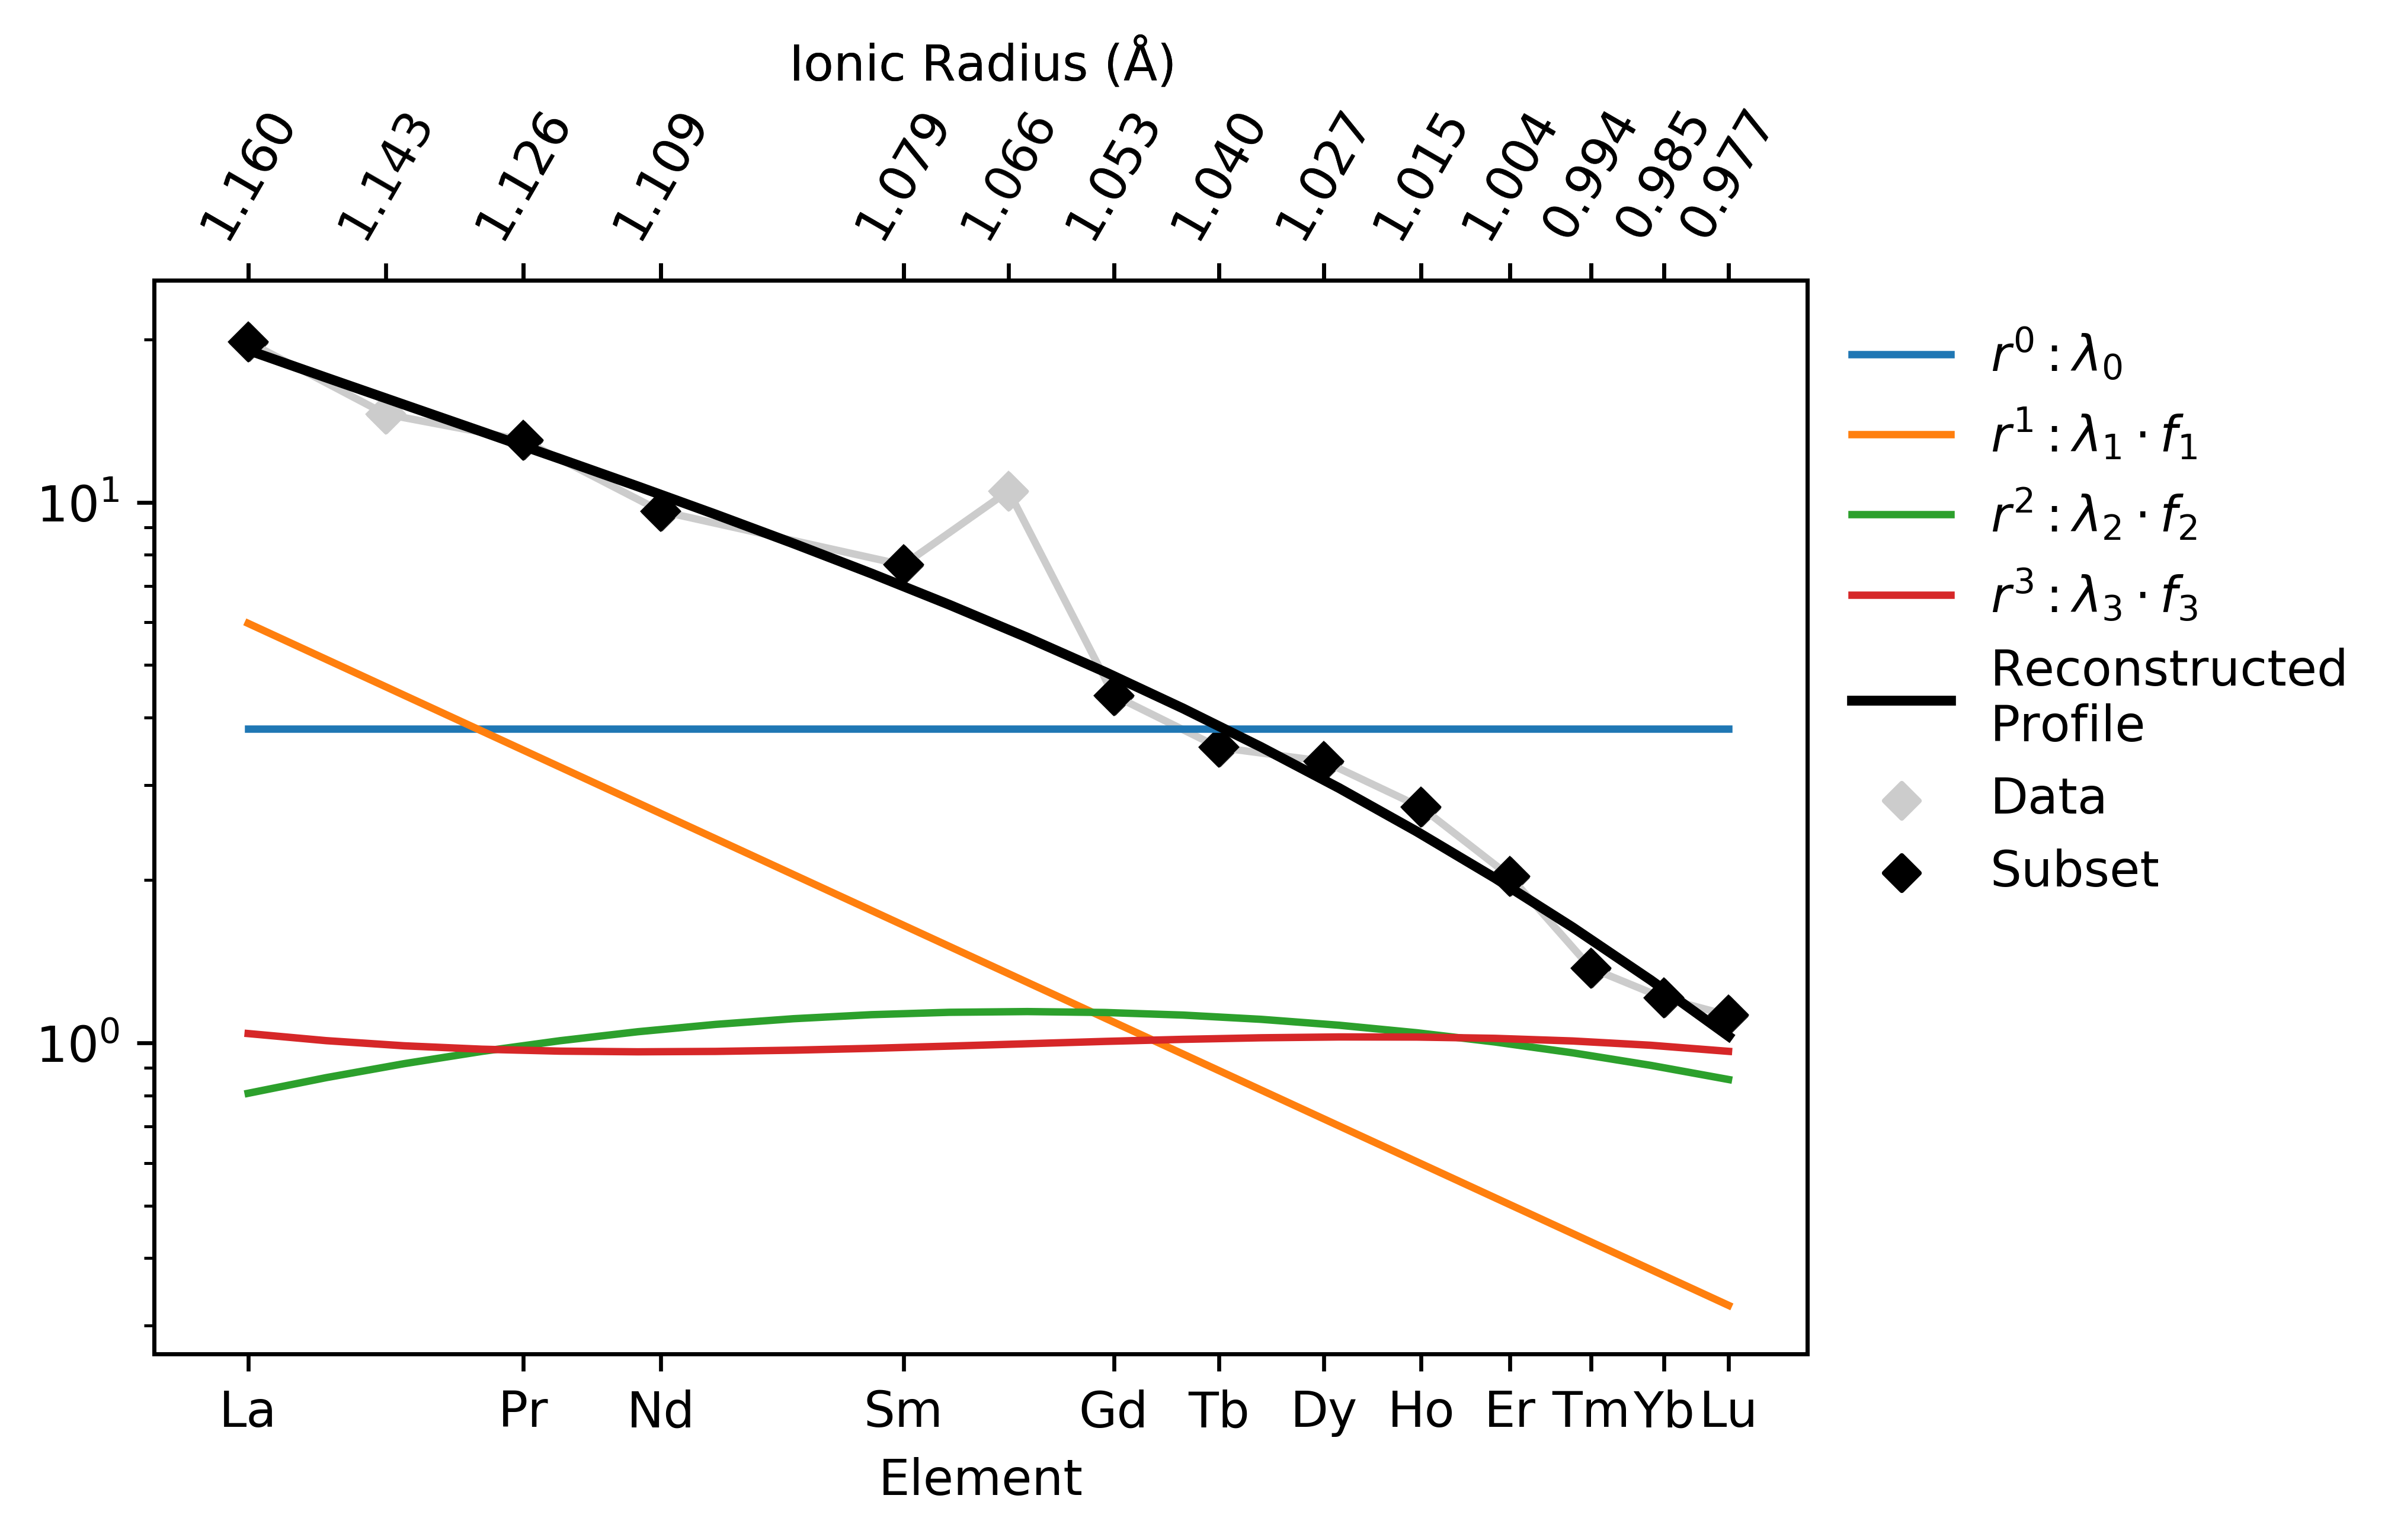 Ionic Radius (Å)
1.160 1.143 1.126 1.109 1.079 1.066 1.053 1.040 1.027 1.015 1.004 0.994 0.985 0.977
10¹
10⁰
La Pr Nd Sm Gd Tb Dy Ho Er Tm Yb Lu
Element
r⁰ : λ₀
r¹ : λ₁ · f₁
r² : λ₂ · f₂
r³ : λ₃ · f₃
Reconstructed
Profile
Data
Subset